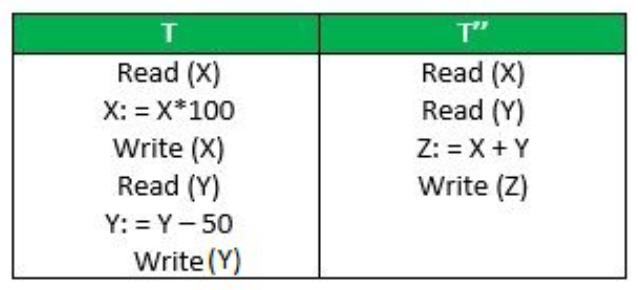 T T”
Read (X) Read (X)
X: = X*100 Read (Y)
Write (X) Z: = X + Y
Read (Y) Write (Z)
Y: = Y – 50
Write (Y)